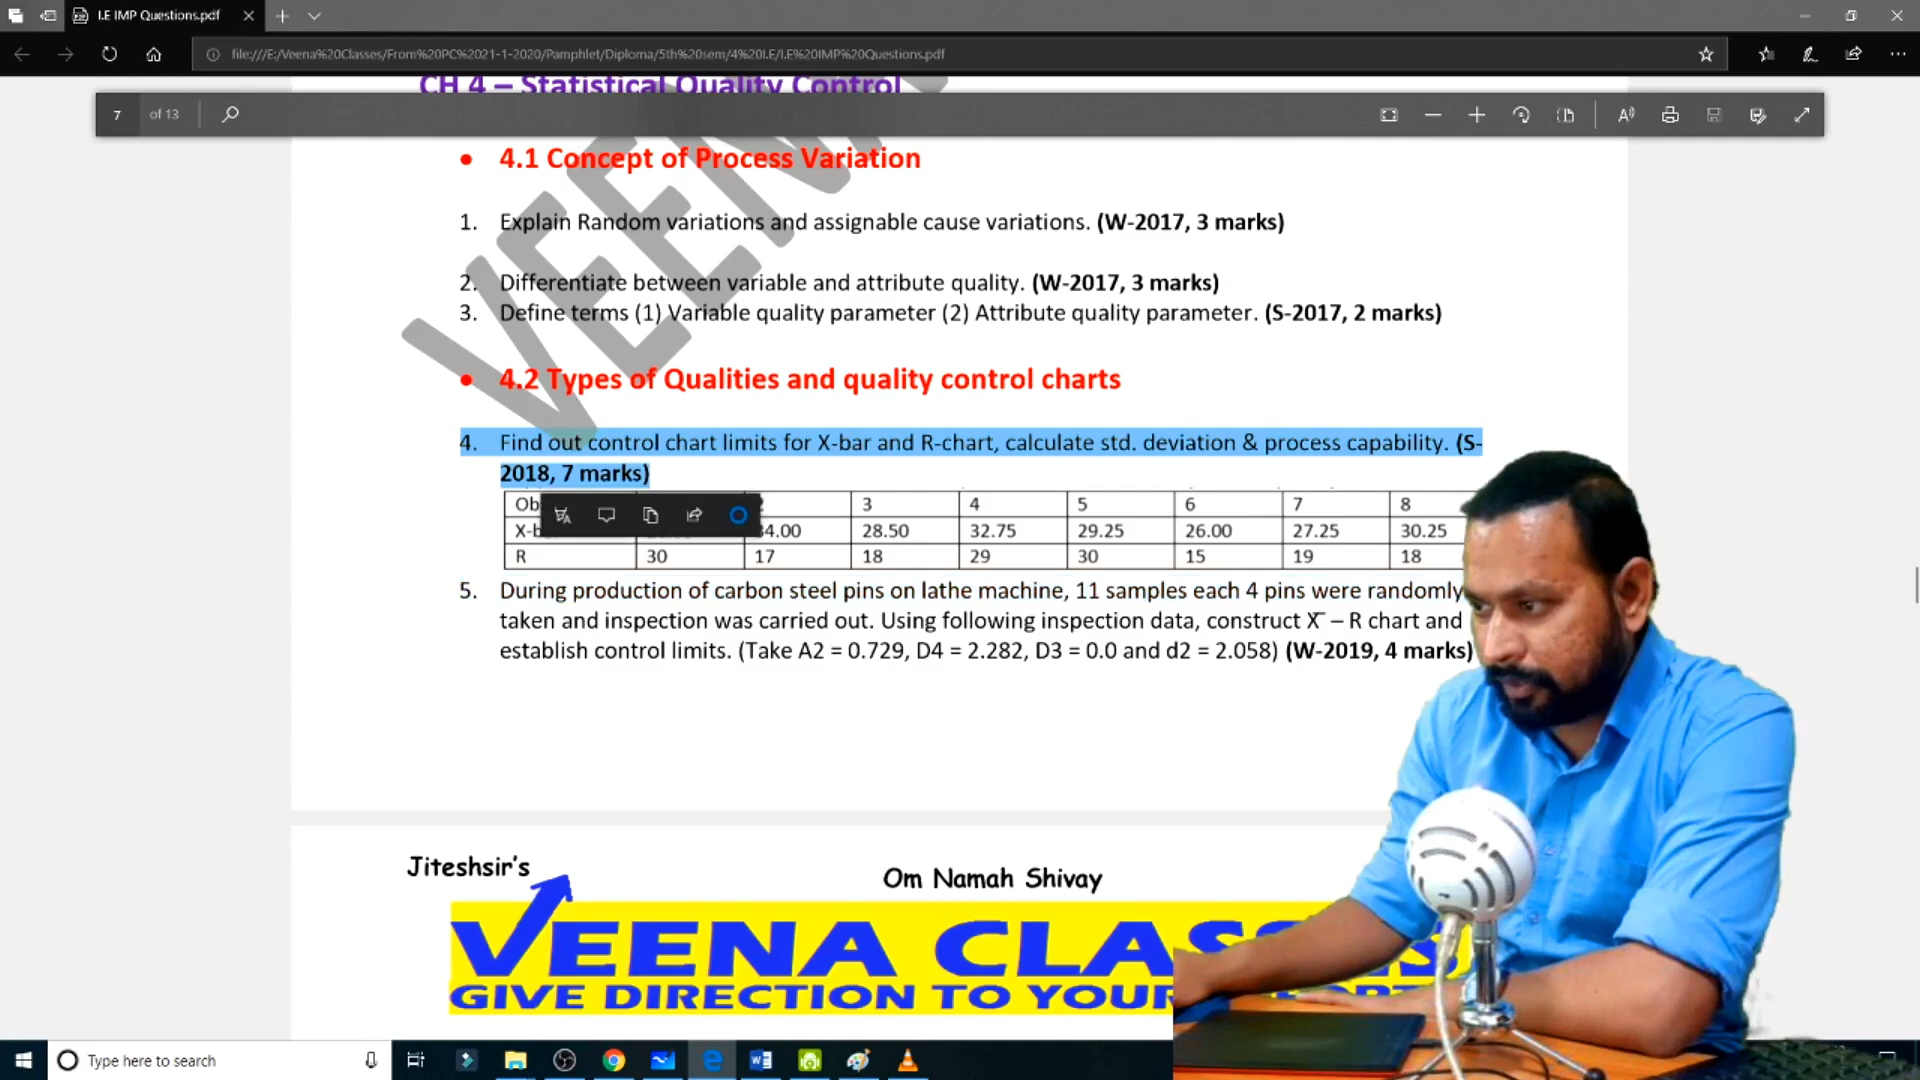 I.E IMP Questions.pdf
file:///E:/Veena%20Classes/From%20PC%2021-1-2020/Pamphlet/Diploma/5th%20sem/4%20I.E/I.E%20IMP%20Questions.pdf
CH 4 – Statistical Quality Control
7 of 13
VEEN
• 4.1 Concept of Process Variation
1. Explain Random variations and assignable cause variations. (W-2017, 3 marks)
2. Differentiate between variable and attribute quality. (W-2017, 3 marks)
3. Define terms (1) Variable quality parameter (2) Attribute quality parameter. (S-2017, 2 marks)
• 4.2 Types of Qualities and quality control charts
4. Find out control chart limits for X-bar and R-chart, calculate std. deviation & process capability. (S-
2018, 7 marks)
Ob 3 4 5 6 7 8
X-b 4.00 28.50 32.75 29.25 26.00 27.25 30.25
R 30 17 18 29 30 15 19 18
5. During production of carbon steel pins on lathe machine, 11 samples each 4 pins were randomly
taken and inspection was carried out. Using following inspection data, construct X‾ – R chart and
establish control limits. (Take A2 = 0.729, D4 = 2.282, D3 = 0.0 and d2 = 2.058) (W-2019, 4 marks)
Jiteshsir's
Om Namah Shivay
VEENA CLASSES
GIVE DIRECTION TO YOUR
Type here to search